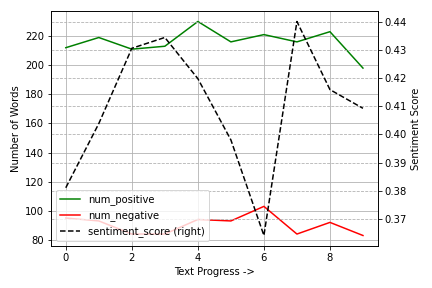 220
200
180
160
140
120
100
80
Number of Words
0.44
0.43
0.42
0.41
0.40
0.39
0.38
0.37
Sentiment Score
num_positive
num_negative
sentiment_score (right)
0 2 4 6 8
Text Progress ->